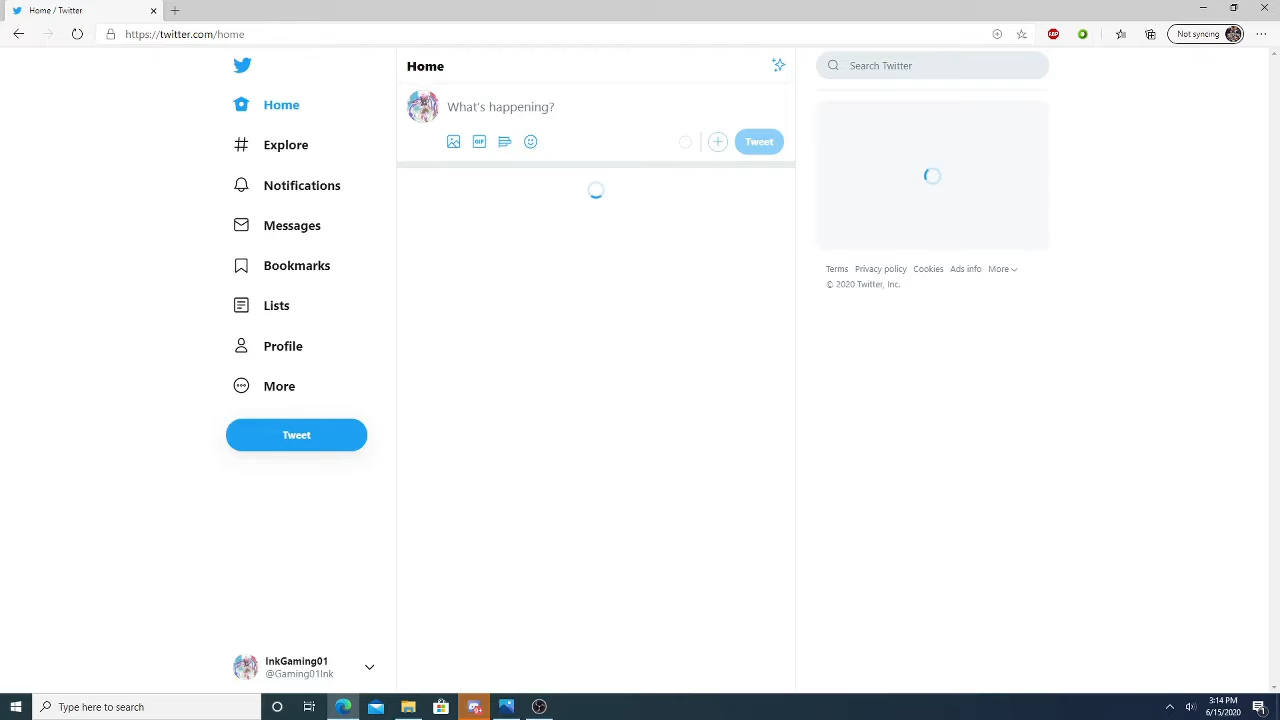 Home / Twitter
https://twitter.com/home
ABP
Not syncing
Home
Explore
Notifications
Messages
Bookmarks
Lists
Profile
More
Tweet
InkGaming01
@Gaming01Ink
Home
What's happening?
GIF
Tweet
Search Twitter
Terms Privacy policy Cookies Ads info More
© 2020 Twitter, Inc.
Type here to search
3:14 PM
6/15/2020